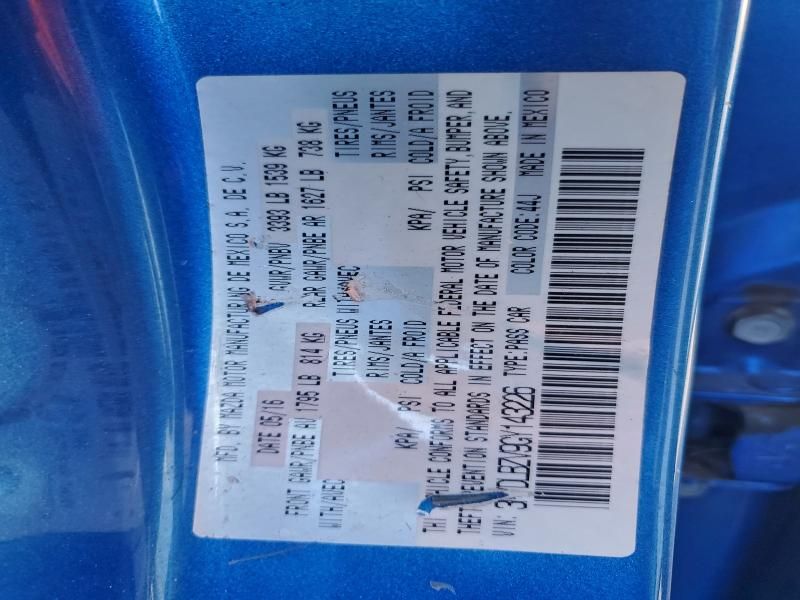 MFD. BY MAZDA MOTOR MANUFACTURING DE MEXICO S.A. DE C.V.
DATE 05/16 GVWR/PNBV 3393 LB 1539 KG
FRONT GAWR/PNBE AV 1795 LB 814 KG REAR GAWR/PNBE AR 1627 LB 738 KG
WITH/AVEC TIRES/PNEUS WITH/AVEC TIRES/PNEUS
RIMS/JANTES RIMS/JANTES
KPA/ PSI COLD/A FROID KPA/ PSI COLD/A FROID
VEHICLE CONFORMS TO ALL APPLICABLE FEDERAL MOTOR VEHICLE SAFETY, BUMPER, AND
THEFT PREVENTION STANDARDS IN EFFECT ON THE DATE OF MANUFACTURE SHOWN ABOVE.
VIN: DLBZV9GY143226 TYPE:PASS CAR COLOR CODE:44J MADE IN MEXICO